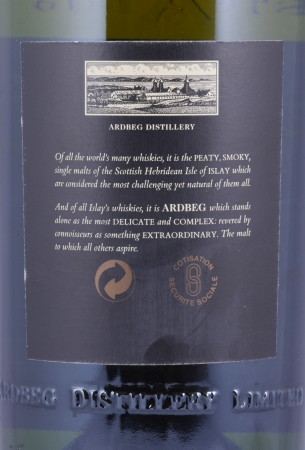 ARDBEG DISTILLERY
Of all the world's many whiskies, it is the PEATY, SMOKY,
single malts of the Scottish Hebridean Isle of ISLAY which
are considered the most challenging yet natural of them all.
And of all Islay's whiskies, it is ARDBEG which stands
alone as the most DELICATE and COMPLEX: revered by
connoisseurs as something EXTRAORDINARY. The malt
to which all others aspire.
COTISATION
SECURITE SOCIALE
ARDBEG DISTILLERY LIMITED